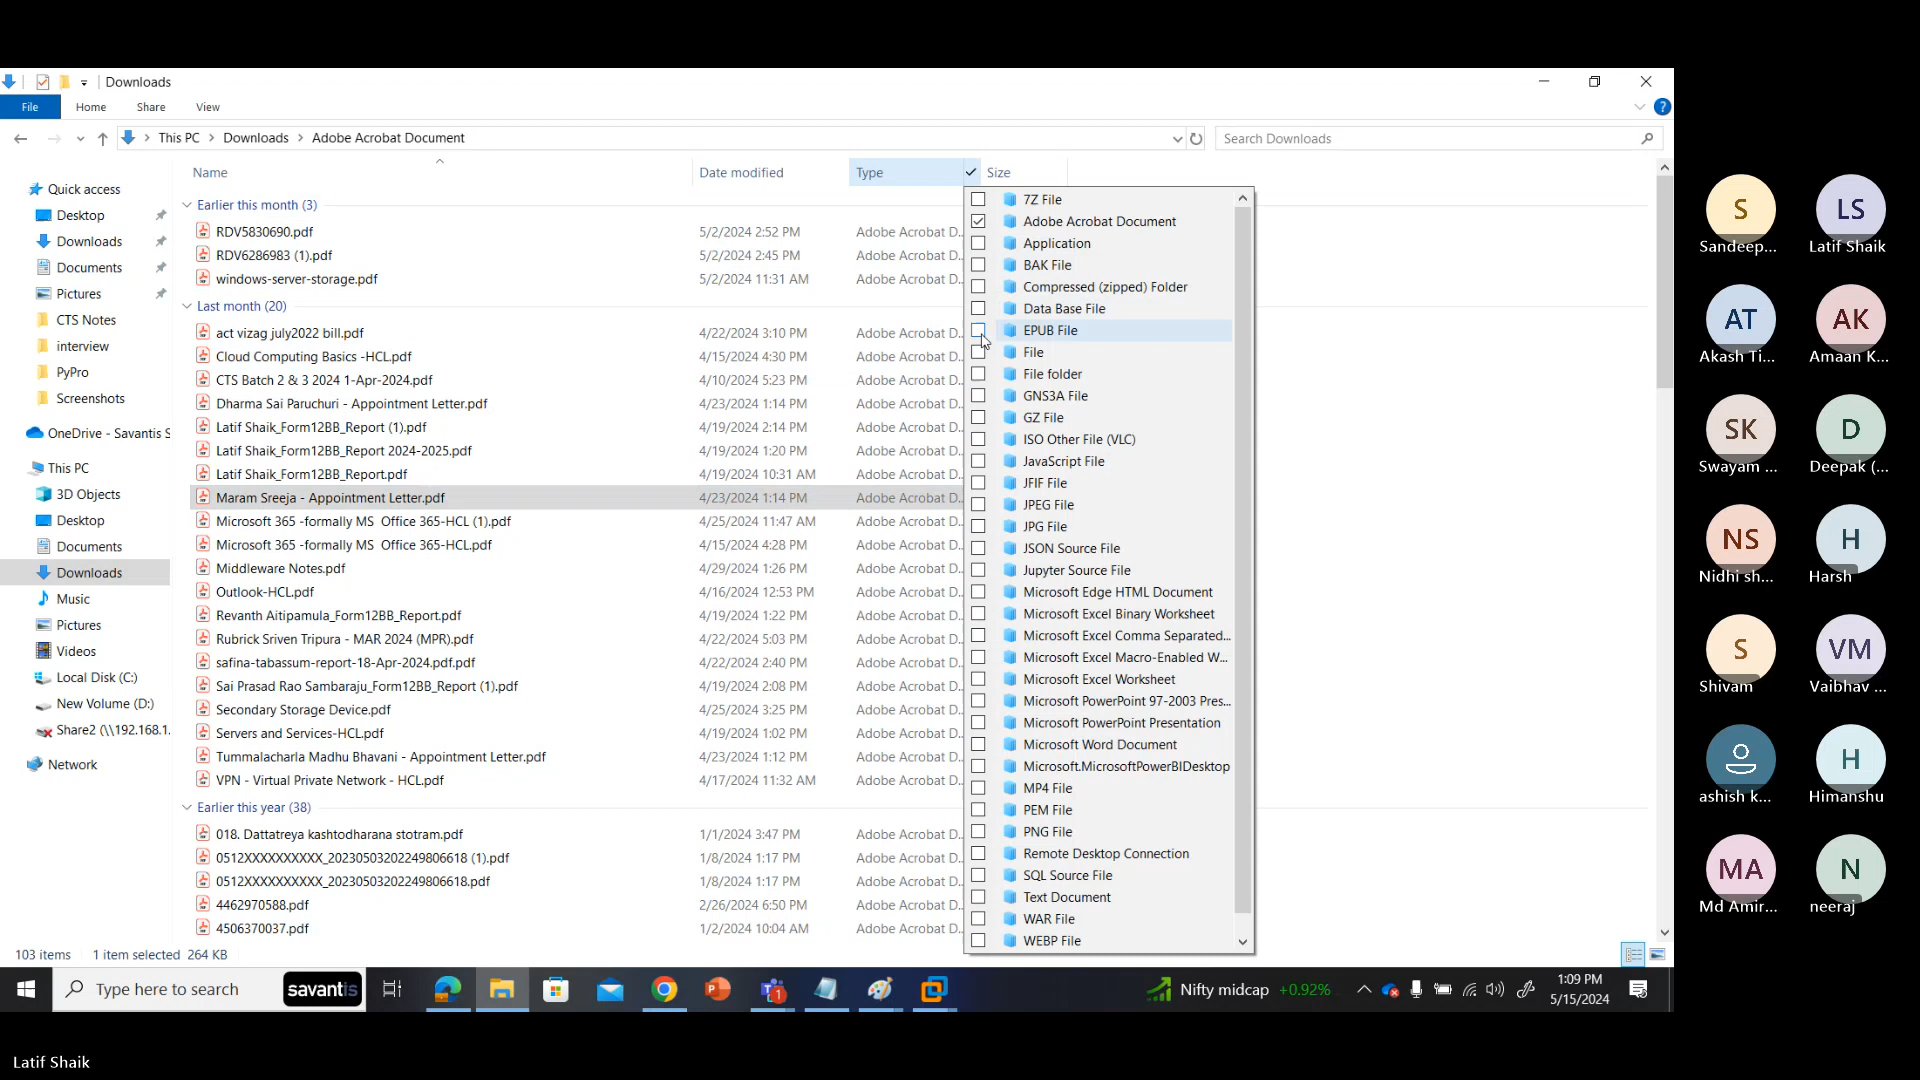 Downloads
File Home Share View
This PC > Downloads > Adobe Acrobat Document
Search Downloads
Name Date modified Type Size
Quick access
Desktop
Downloads
Documents
Pictures
CTS Notes
interview
PyPro
Screenshots
OneDrive - Savantis S
This PC
3D Objects
Desktop
Documents
Downloads
Music
Pictures
Videos
Local Disk (C:)
New Volume (D:)
Share2 (\\192.168.1.
Network
Earlier this month (3)
RDV5830690.pdf 5/2/2024 2:52 PM Adobe Acrobat D...
RDV6286983 (1).pdf 5/2/2024 2:45 PM Adobe Acrobat D...
windows-server-storage.pdf 5/2/2024 11:31 AM Adobe Acrobat D...
Last month (20)
act vizag july2022 bill.pdf 4/22/2024 3:10 PM Adobe Acrobat D...
Cloud Computing Basics -HCL.pdf 4/15/2024 4:30 PM Adobe Acrobat D...
CTS Batch 2 & 3 2024 1-Apr-2024.pdf 4/10/2024 5:23 PM Adobe Acrobat D...
Dharma Sai Paruchuri - Appointment Letter.pdf 4/23/2024 1:14 PM Adobe Acrobat D...
Latif Shaik_Form12BB_Report (1).pdf 4/19/2024 2:14 PM Adobe Acrobat D...
Latif Shaik_Form12BB_Report 2024-2025.pdf 4/19/2024 1:20 PM Adobe Acrobat D...
Latif Shaik_Form12BB_Report.pdf 4/19/2024 10:31 AM Adobe Acrobat D...
Maram Sreeja - Appointment Letter.pdf 4/23/2024 1:14 PM Adobe Acrobat D...
Microsoft 365 -formally MS Office 365-HCL (1).pdf 4/25/2024 11:47 AM Adobe Acrobat D...
Microsoft 365 -formally MS Office 365-HCL.pdf 4/15/2024 4:28 PM Adobe Acrobat D...
Middleware Notes.pdf 4/29/2024 1:26 PM Adobe Acrobat D...
Outlook-HCL.pdf 4/16/2024 12:53 PM Adobe Acrobat D...
Revanth Aitipamula_Form12BB_Report.pdf 4/19/2024 1:22 PM Adobe Acrobat D...
Rubrick Sriven Tripura - MAR 2024 (MPR).pdf 4/22/2024 5:03 PM Adobe Acrobat D...
safina-tabassum-report-18-Apr-2024.pdf.pdf 4/22/2024 2:40 PM Adobe Acrobat D...
Sai Prasad Rao Sambaraju_Form12BB_Report (1).pdf 4/19/2024 2:08 PM Adobe Acrobat D...
Secondary Storage Device.pdf 4/25/2024 3:25 PM Adobe Acrobat D...
Servers and Services-HCL.pdf 4/19/2024 1:02 PM Adobe Acrobat D...
Tummalacharla Madhu Bhavani - Appointment Letter.pdf 4/23/2024 1:12 PM Adobe Acrobat D...
VPN - Virtual Private Network - HCL.pdf 4/17/2024 11:32 AM Adobe Acrobat D...
Earlier this year (38)
018. Dattatreya kashtodharana stotram.pdf 1/1/2024 3:47 PM Adobe Acrobat D...
0512XXXXXXXXXX_20230503202249806618 (1).pdf 1/8/2024 1:17 PM Adobe Acrobat D...
0512XXXXXXXXXX_20230503202249806618.pdf 1/8/2024 1:17 PM Adobe Acrobat D...
4462970588.pdf 2/26/2024 6:50 PM Adobe Acrobat D...
4506370037.pdf 1/2/2024 10:04 AM Adobe Acrobat D...
7Z File
Adobe Acrobat Document
Application
BAK File
Compressed (zipped) Folder
Data Base File
EPUB File
File
File folder
GNS3A File
GZ File
ISO Other File (VLC)
JavaScript File
JFIF File
JPEG File
JPG File
JSON Source File
Jupyter Source File
Microsoft Edge HTML Document
Microsoft Excel Binary Worksheet
Microsoft Excel Comma Separated...
Microsoft Excel Macro-Enabled W...
Microsoft Excel Worksheet
Microsoft PowerPoint 97-2003 Pres...
Microsoft PowerPoint Presentation
Microsoft Word Document
Microsoft.MicrosoftPowerBIDesktop
MP4 File
PEM File
PNG File
Remote Desktop Connection
SQL Source File
Text Document
WAR File
WEBP File
103 items 1 item selected 264 KB
Type here to search
savantis
Nifty midcap +0.92%
1:09 PM
5/15/2024
S LS
Sandeep... Latif Shaik
AT AK
Akash Ti... Amaan K...
SK D
Swayam ... Deepak (...
NS H
Nidhi sh... Harsh
S VM
Shivam Vaibhav ...
H
ashish k... Himanshu
MA N
Md Amir... neeraj
Latif Shaik